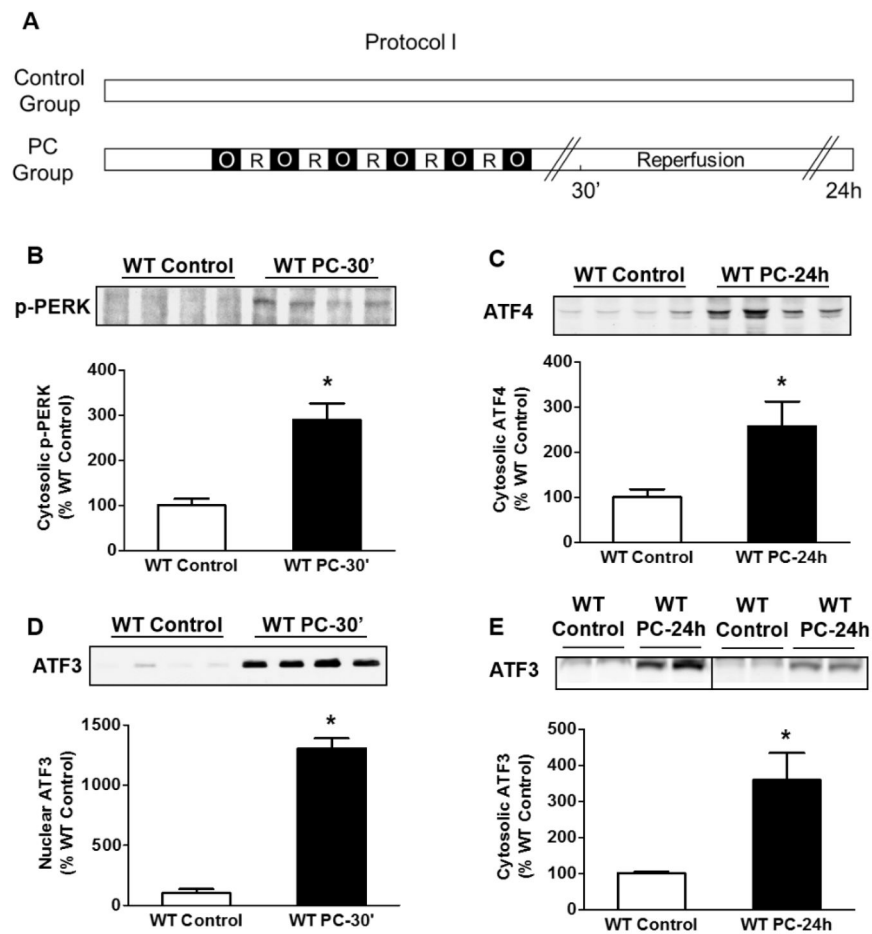 A
Protocol I
Control
Group
PC
Group
O R O R O R O R O R O
Reperfusion
30’
24h
B
WT Control WT PC-30’
p-PERK
Cytosolic p-PERK
(% WT Control)
400
300
200
100
0
*
WT Control WT PC-30'
C
WT Control WT PC-24h
ATF4
Cytosolic ATF4
(% WT Control)
400
300
200
100
0
*
WT Control WT PC-24h
D
WT Control WT PC-30’
ATF3
Nuclear ATF3
(% WT Control)
1500
1000
500
0
*
WT Control WT PC-30'
E
WT
Control
WT
PC-24h
WT
Control
WT
PC-24h
ATF3
Cytosolic ATF3
(% WT Control)
500
400
300
200
100
0
*
WT Control WT PC-24h